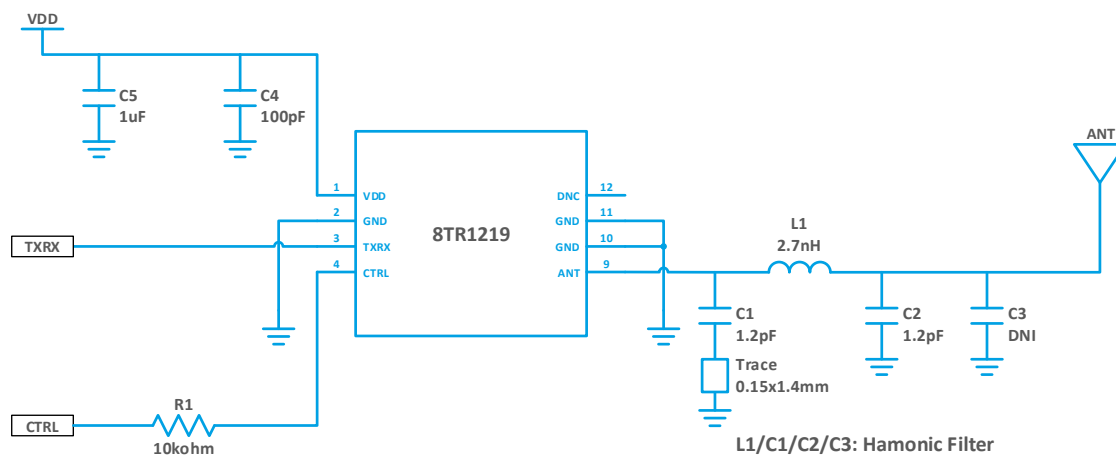 VDD
C5
1uF
C4
100pF
ANT
1
VDD
12
DNC
2
GND
11
GND
8TR1219
TXRX
3
TXRX
10
GND
4
CTRL
9
ANT
L1
2.7nH
C1
1.2pF
C2
1.2pF
C3
DNI
Trace
0.15x1.4mm
R1
CTRL
10kohm
L1/C1/C2/C3: Hamonic Filter